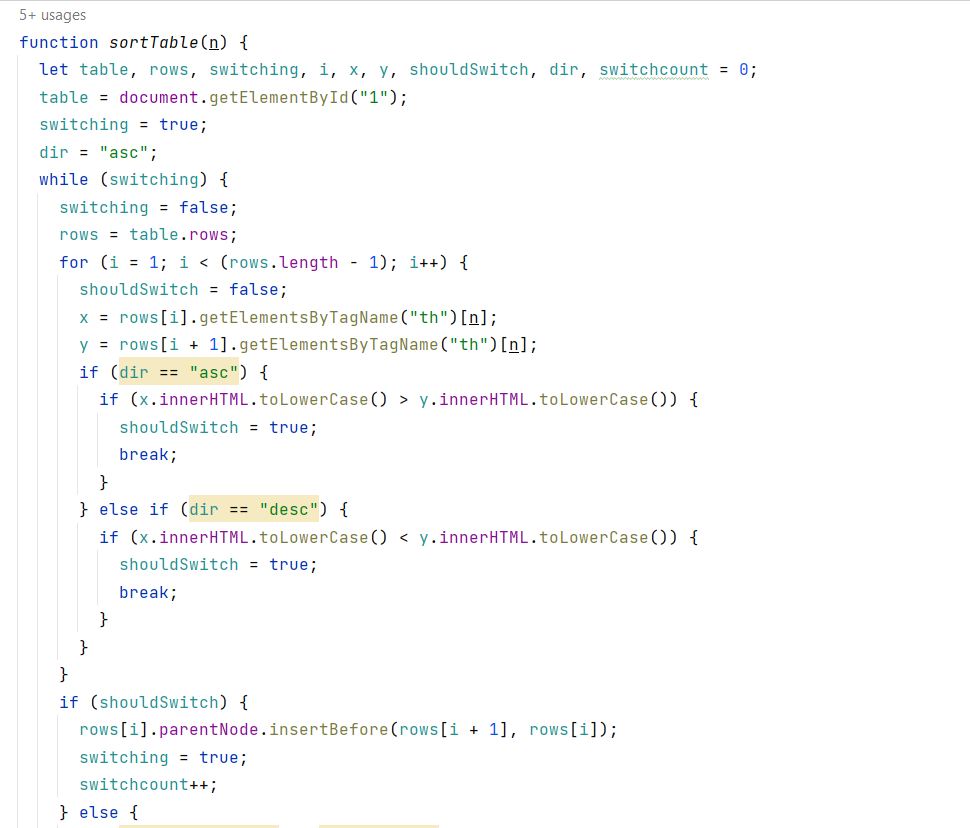 5+ usages
function sortTable(n) {
let table, rows, switching, i, x, y, shouldSwitch, dir, switchcount = 0;
table = document.getElementById("1");
switching = true;
dir = "asc";
while (switching) {
switching = false;
rows = table.rows;
for (i = 1; i < (rows.length - 1); i++) {
shouldSwitch = false;
x = rows[i].getElementsByTagName("th")[n];
y = rows[i + 1].getElementsByTagName("th")[n];
if (dir == "asc") {
if (x.innerHTML.toLowerCase() > y.innerHTML.toLowerCase()) {
shouldSwitch = true;
break;
}
} else if (dir == "desc") {
if (x.innerHTML.toLowerCase() < y.innerHTML.toLowerCase()) {
shouldSwitch = true;
break;
}
}
}
if (shouldSwitch) {
rows[i].parentNode.insertBefore(rows[i + 1], rows[i]);
switching = true;
switchcount++;
} else {